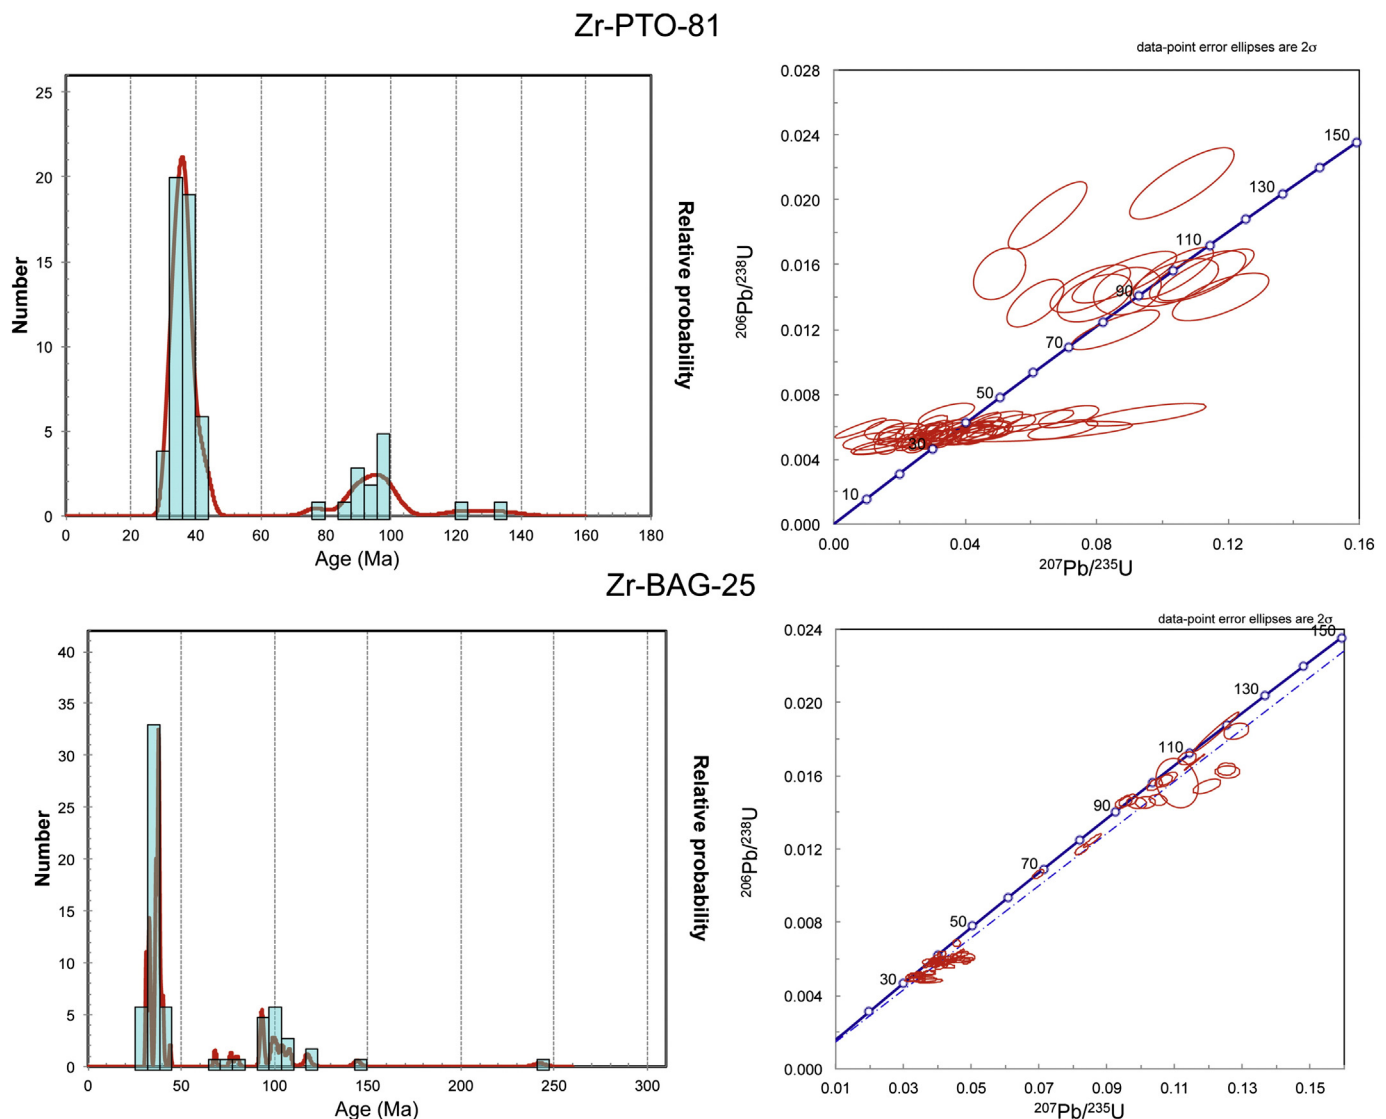 Zr-PTO-81
data-point error ellipses are 2σ
25
20
15
10
5
0
Number
0 20 40 60 80 100 120 140 160 180
Age (Ma)
Relative probability
0.028
0.024
0.020
0.016
0.012
0.008
0.004
0.000
206Pb/238U
150
130
110
90
70
50
30
10
0.00 0.04 0.08 0.12 0.16
207Pb/235U
Zr-BAG-25
data-point error ellipses are 2σ
40
35
30
25
20
15
10
5
0
Number
0 50 100 150 200 250 300
Age (Ma)
Relative probability
0.024
0.020
0.016
0.012
0.008
0.004
0.000
206Pb/238U
150
130
110
90
70
50
30
0.01 0.03 0.05 0.07 0.09 0.11 0.13 0.15
207Pb/235U